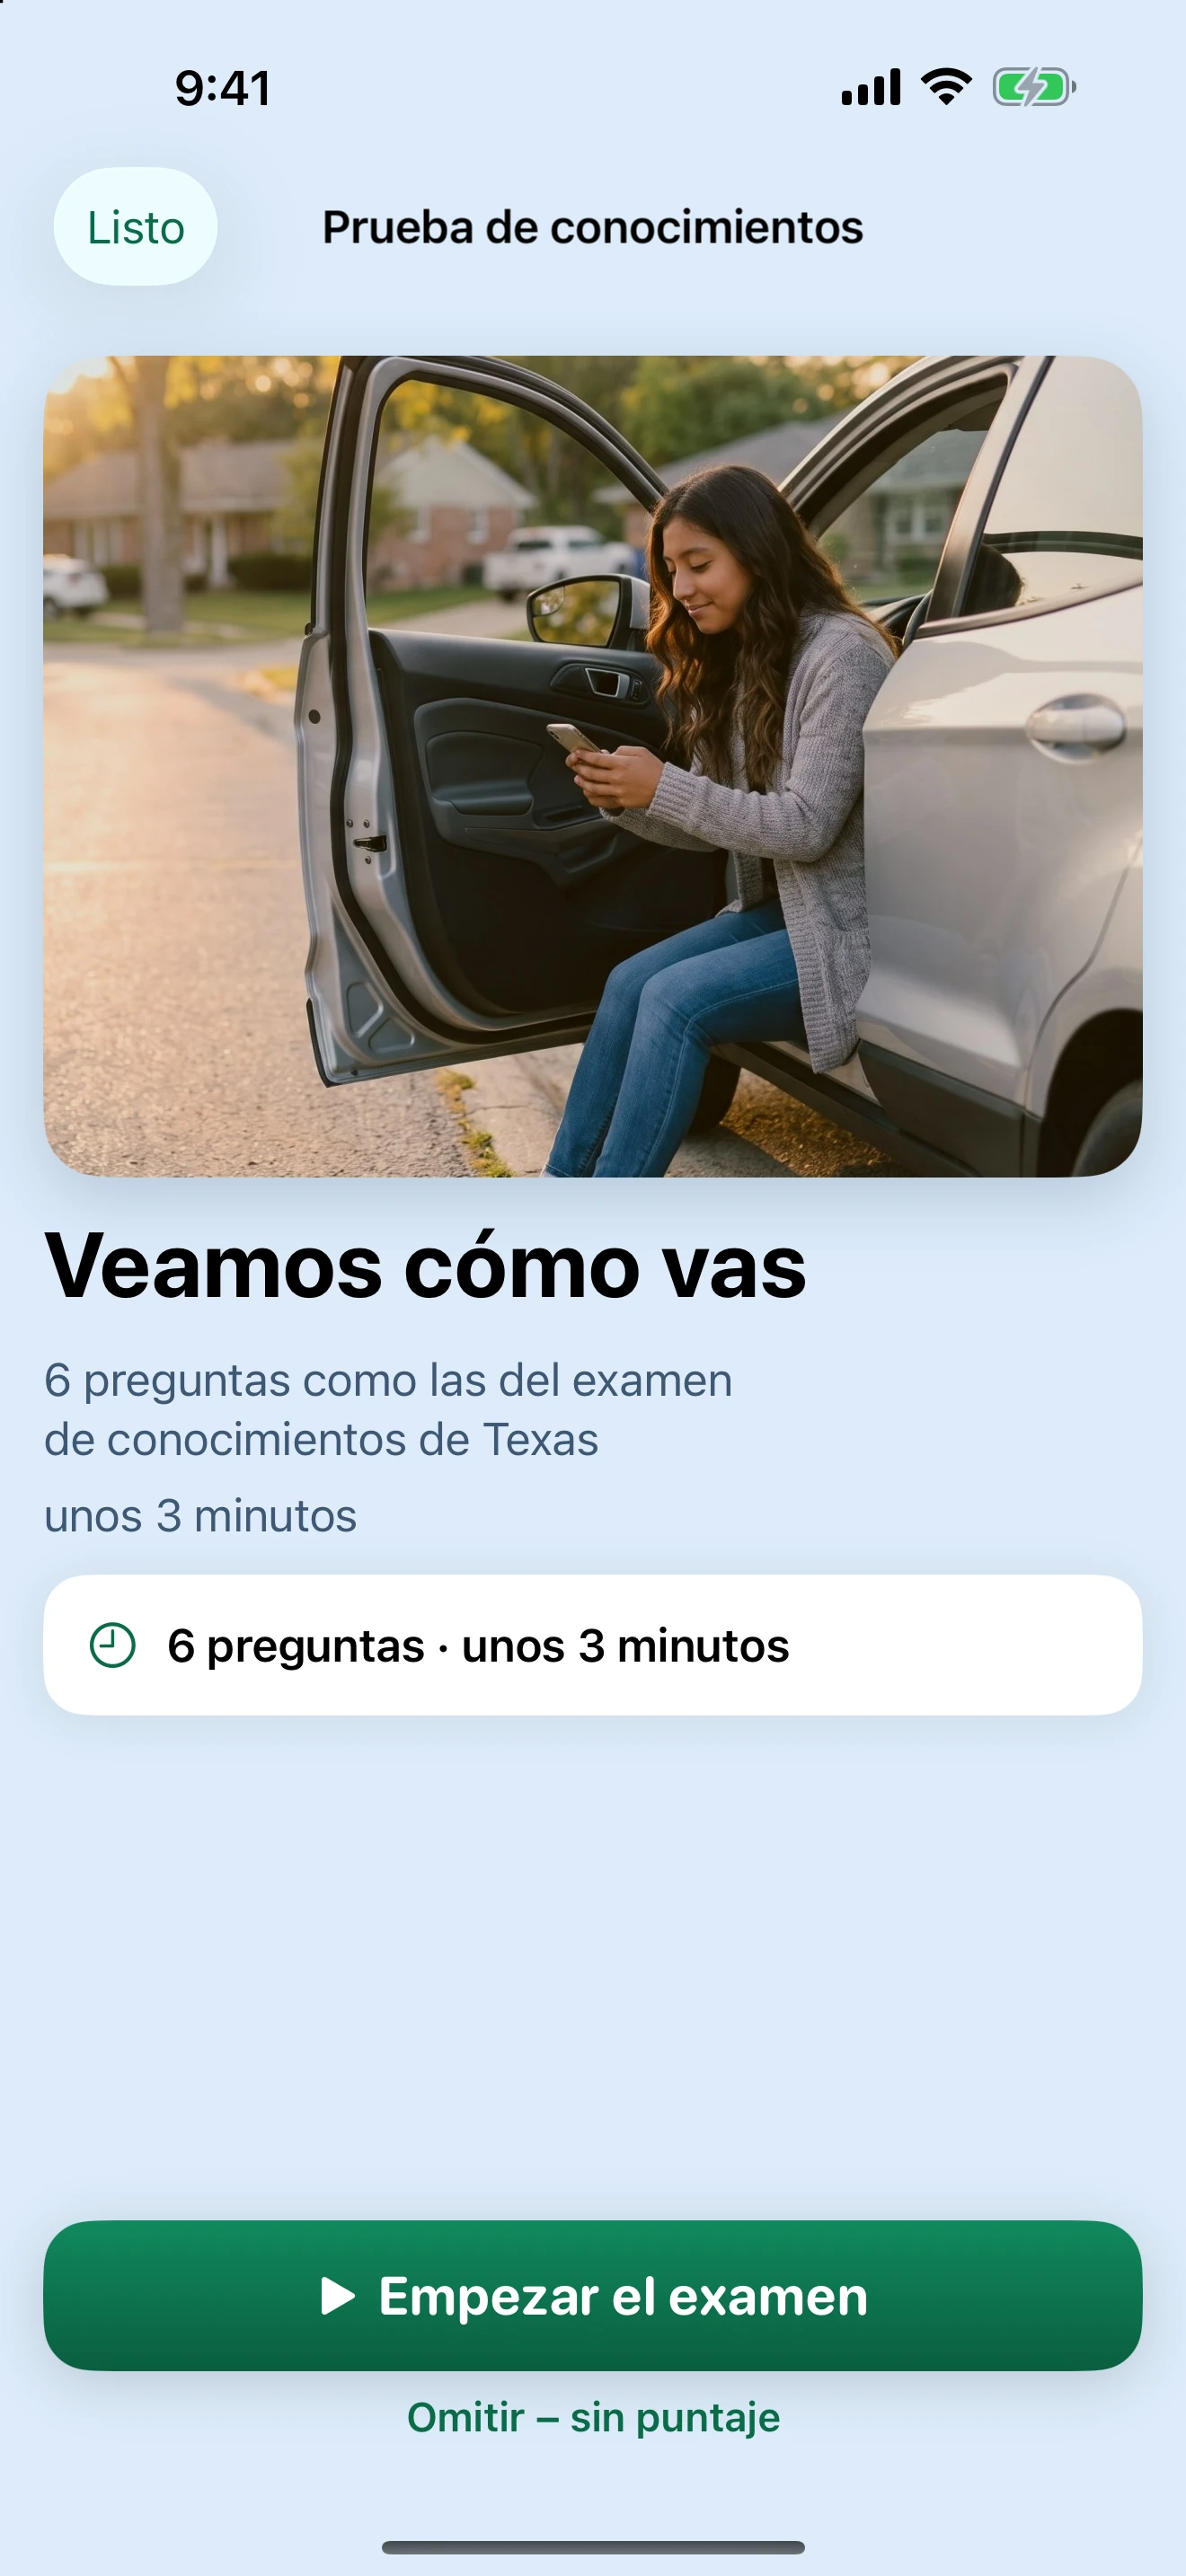 9:41
Listo
Prueba de conocimientos
Veamos cómo vas
6 preguntas como las del examen
de conocimientos de Texas
unos 3 minutos
6 preguntas · unos 3 minutos
Empezar el examen
Omitir – sin puntaje